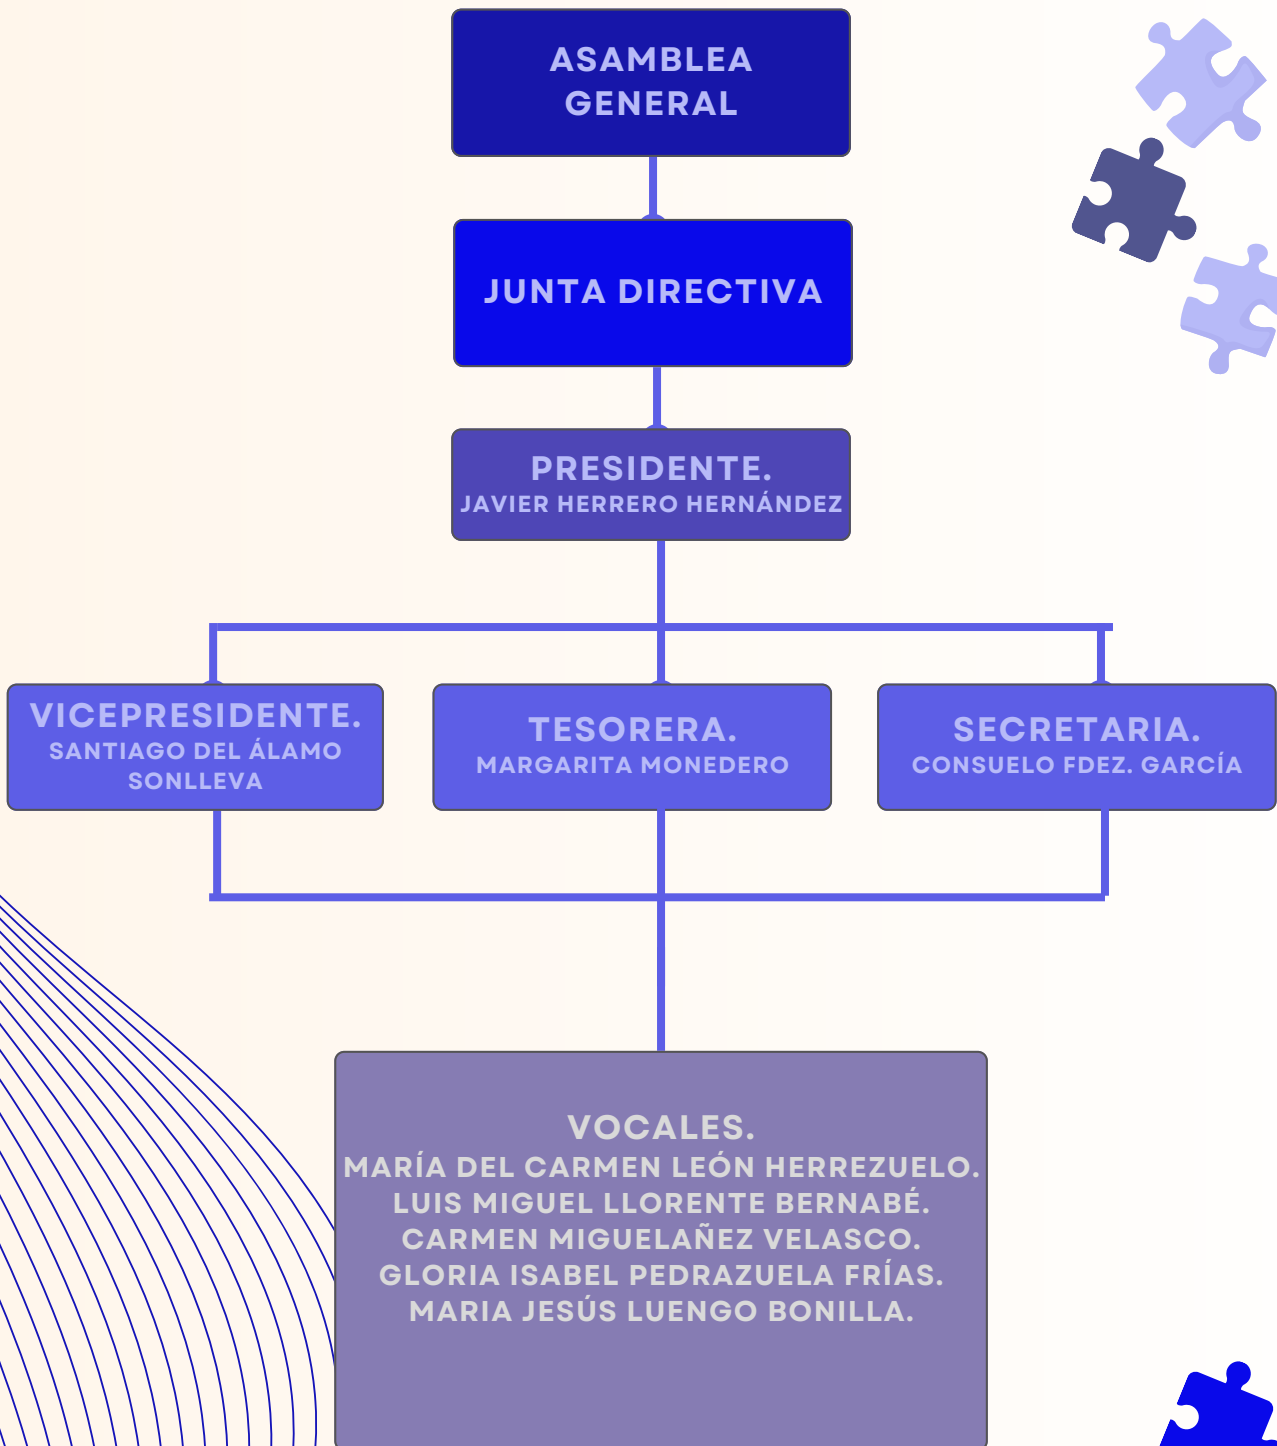 ASAMBLEA
GENERAL
JUNTA DIRECTIVA
PRESIDENTE.
JAVIER HERRERO HERNÁNDEZ
VICEPRESIDENTE.
SANTIAGO DEL ÁLAMO
SONLLEVA
TESORERA.
MARGARITA MONEDERO
SECRETARIA.
CONSUELO FDEZ. GARCÍA
VOCALES.
MARÍA DEL CARMEN LEÓN HERREZUELO.
LUIS MIGUEL LLORENTE BERNABÉ.
CARMEN MIGUELAÑEZ VELASCO.
GLORIA ISABEL PEDRAZUELA FRÍAS.
MARIA JESÚS LUENGO BONILLA.